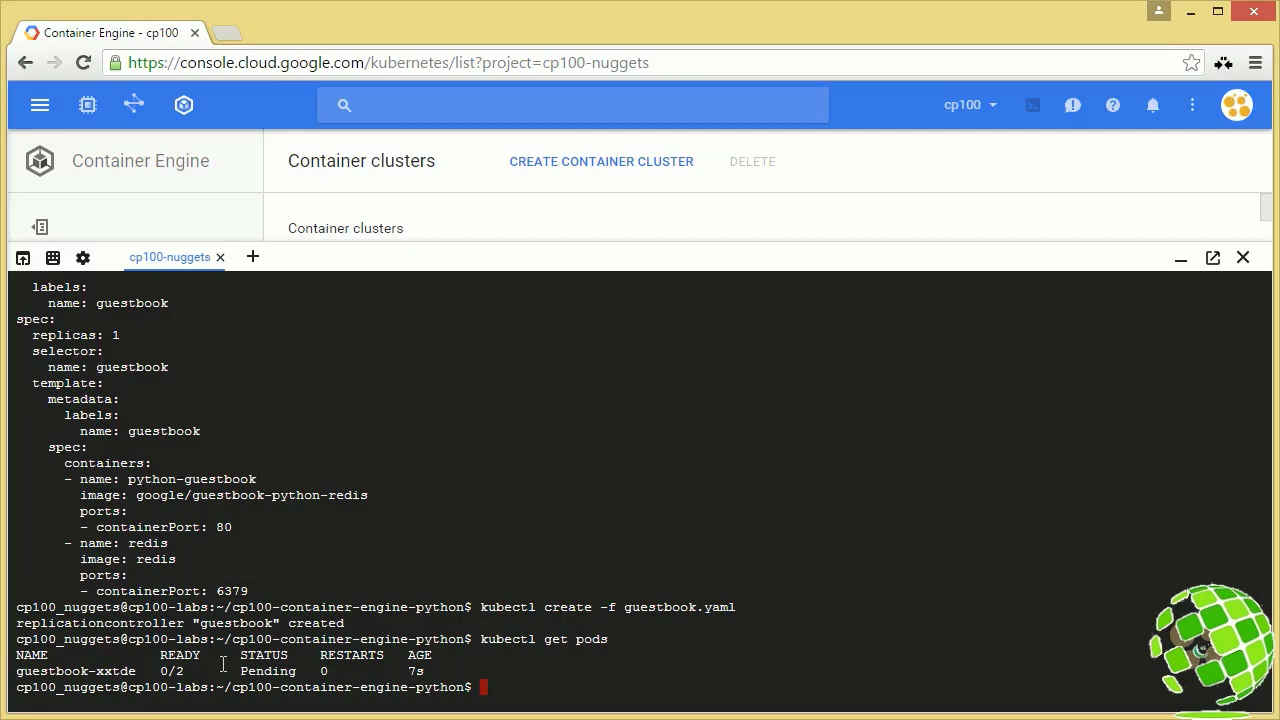 Container Engine - cp100
https://console.cloud.google.com/kubernetes/list?project=cp100-nuggets
cp100
Container Engine
Container clusters
CREATE CONTAINER CLUSTER
DELETE
Container clusters
cp100-nuggets
labels:
name: guestbook
spec:
replicas: 1
selector:
name: guestbook
template:
metadata:
labels:
name: guestbook
spec:
containers:
- name: python-guestbook
image: google/guestbook-python-redis
ports:
- containerPort: 80
- name: redis
image: redis
ports:
- containerPort: 6379
cp100_nuggets@cp100-labs:~/cp100-container-engine-python$ kubectl create -f guestbook.yaml
replicationcontroller "guestbook" created
cp100_nuggets@cp100-labs:~/cp100-container-engine-python$ kubectl get pods
NAME READY STATUS RESTARTS AGE
guestbook-xxtde 0/2 Pending 0 7s
cp100_nuggets@cp100-labs:~/cp100-container-engine-python$